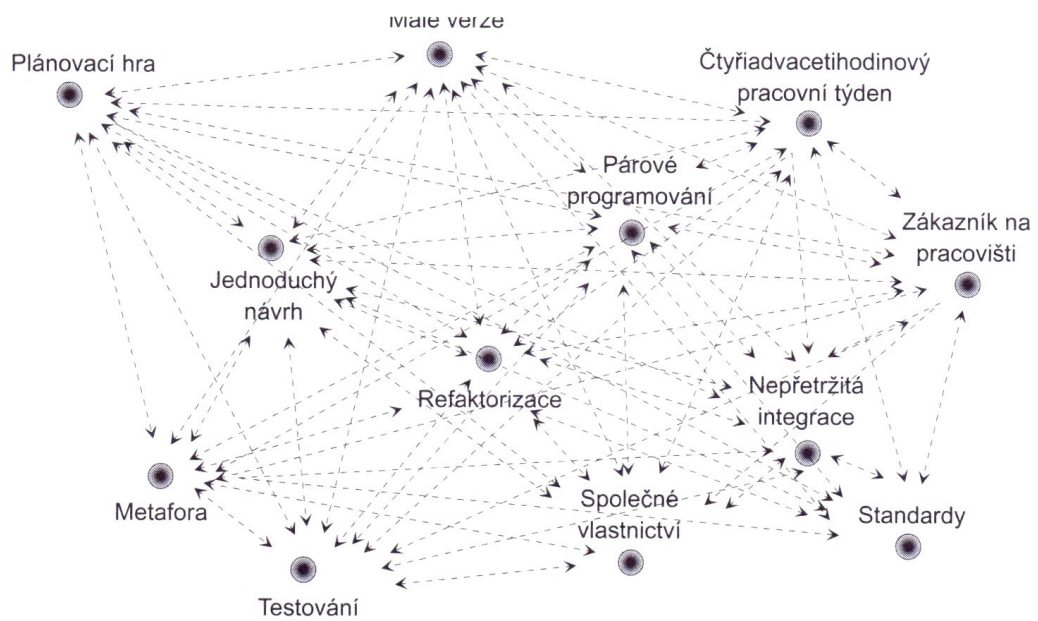 Malé verze
Plánovací hra
Čtyřiadvacetihodinový
pracovní týden
Párové
programování
Zákazník na
pracovišti
Jednoduchý
návrh
Refaktorizace
Nepřetržitá
integrace
Metafora
Společné
vlastnictví
Standardy
Testování